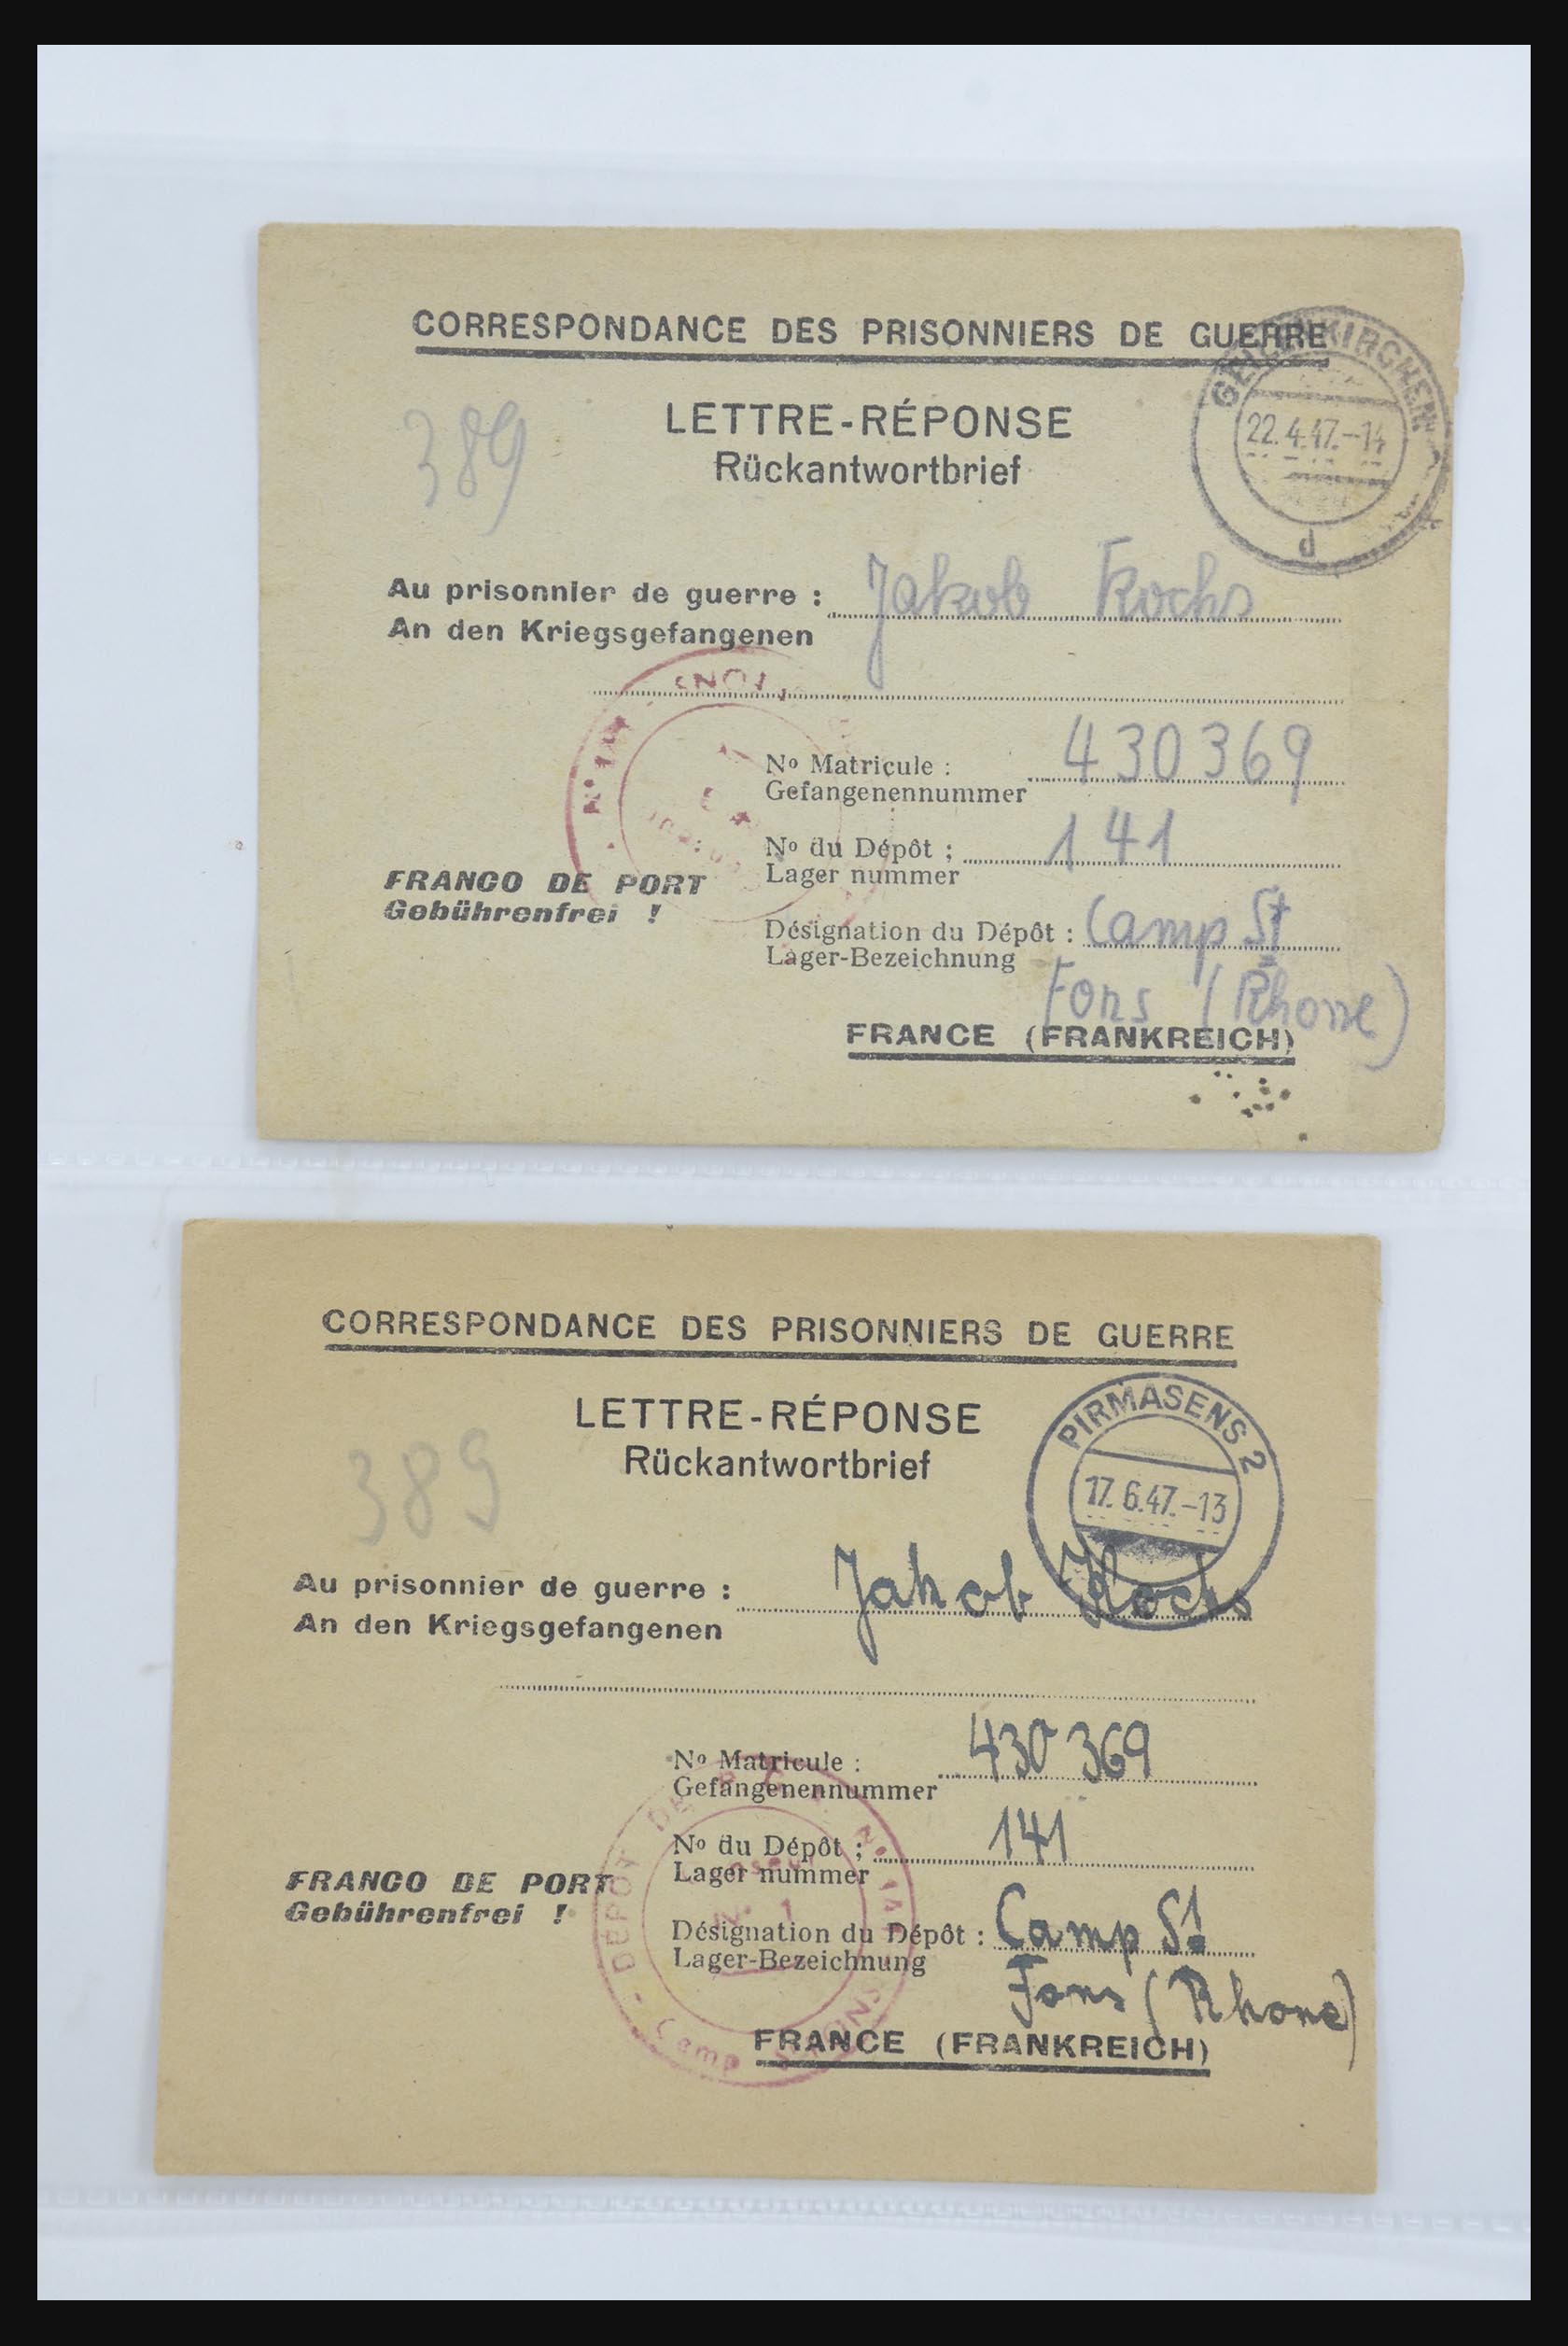 CORRESPONDANCE DES PRISONNIERS DE GUERRE
LETTRE-RÉPONSE
Rückantwortbrief
389
22.4.47.-14
d
Au prisonnier de guerre : Jakob Kochs
An den Kriegsgefangenen
No Matricule : 430369
Gefangenennummer
No du Dépôt : 141
Lager nummer
FRANCO DE PORT
Gebührenfrei !
Désignation du Dépôt : Camp St
Lager-Bezeichnung
Fons (Rhone)
FRANCE (FRANKREICH)
CORRESPONDANCE DES PRISONNIERS DE GUERRE
LETTRE-RÉPONSE
Rückantwortbrief
389
PIRMASENS 2
17.6.47.-13
Au prisonnier de guerre : Jakob Kochs
An den Kriegsgefangenen
No Matricule : 430369
Gefangenennummer
No du Dépôt : 141
Lager nummer
FRANCO DE PORT
Gebührenfrei !
Désignation du Dépôt : Camp St
Lager-Bezeichnung
Fons (Rhone)
DEPOT DE
Camp
FRANCE (FRANKREICH)